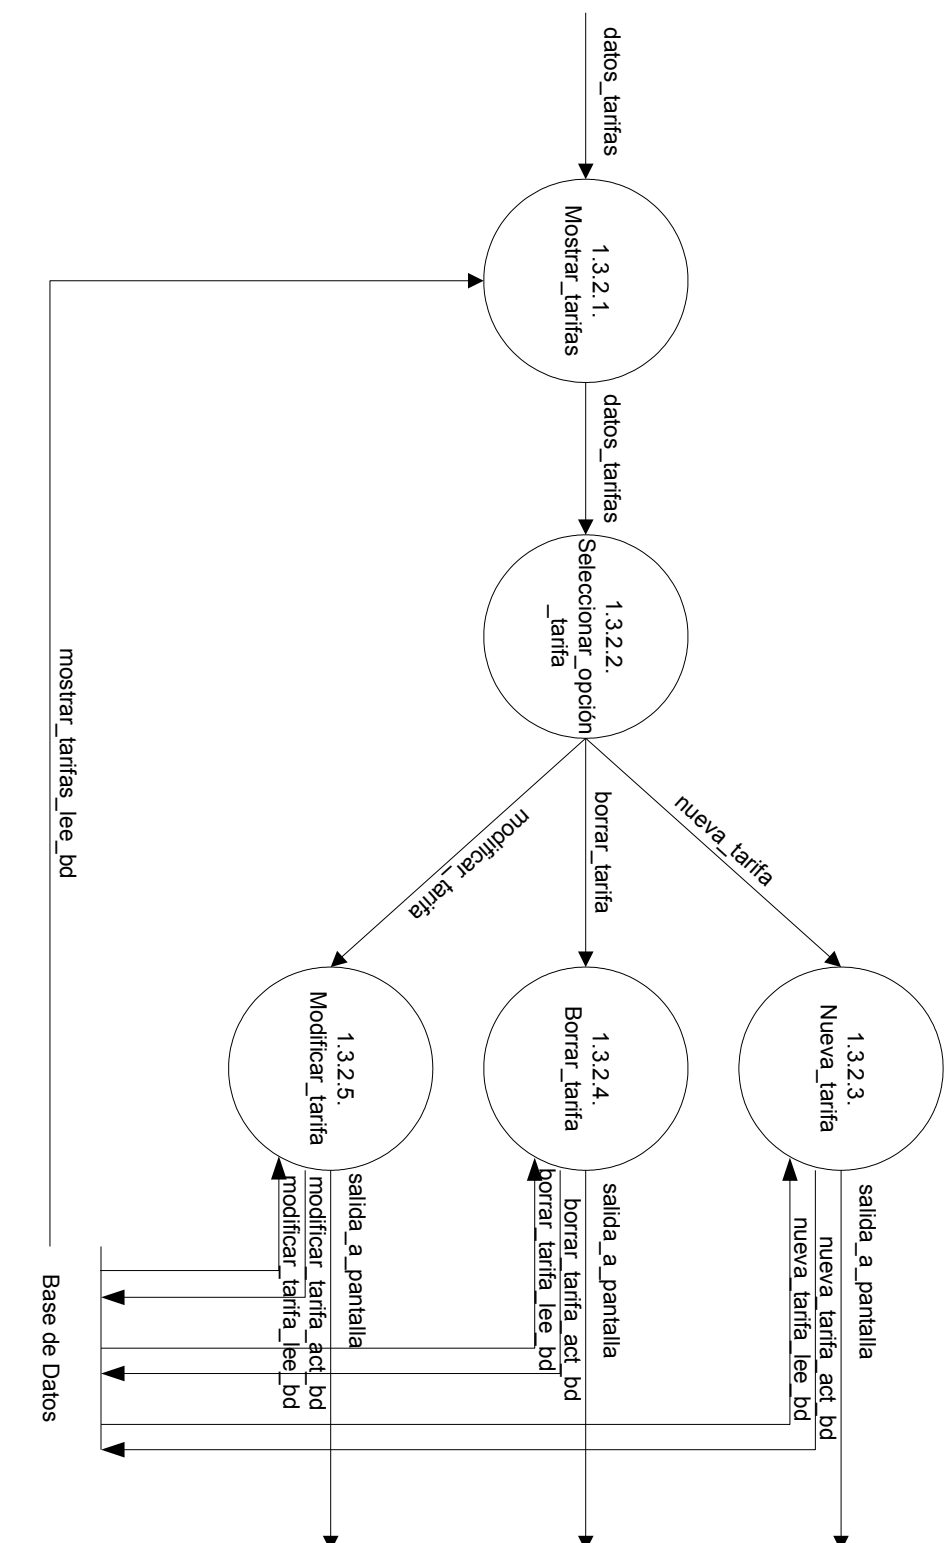 datos_tarifas
1.3.2.1.
Mostrar_tarifas
datos_tarifas
mostrar_tarifas_lee_bd
1.3.2.2.
Seleccionar_opción
_tarifa
nueva_tarifa
borrar_tarifa
modificar_tarifa
1.3.2.3.
Nueva_tarifa
salida_a_pantalla
nueva_tarifa_act_bd
nueva_tarifa_lee_bd
1.3.2.4.
Borrar_tarifa
salida_a_pantalla
borrar_tarifa_act_bd
borrar_tarifa_lee_bd
1.3.2.5.
Modificar_tarifa
salida_a_pantalla
modificar_tarifa_act_bd
modificar_tarifa_lee_bd
Base de Datos